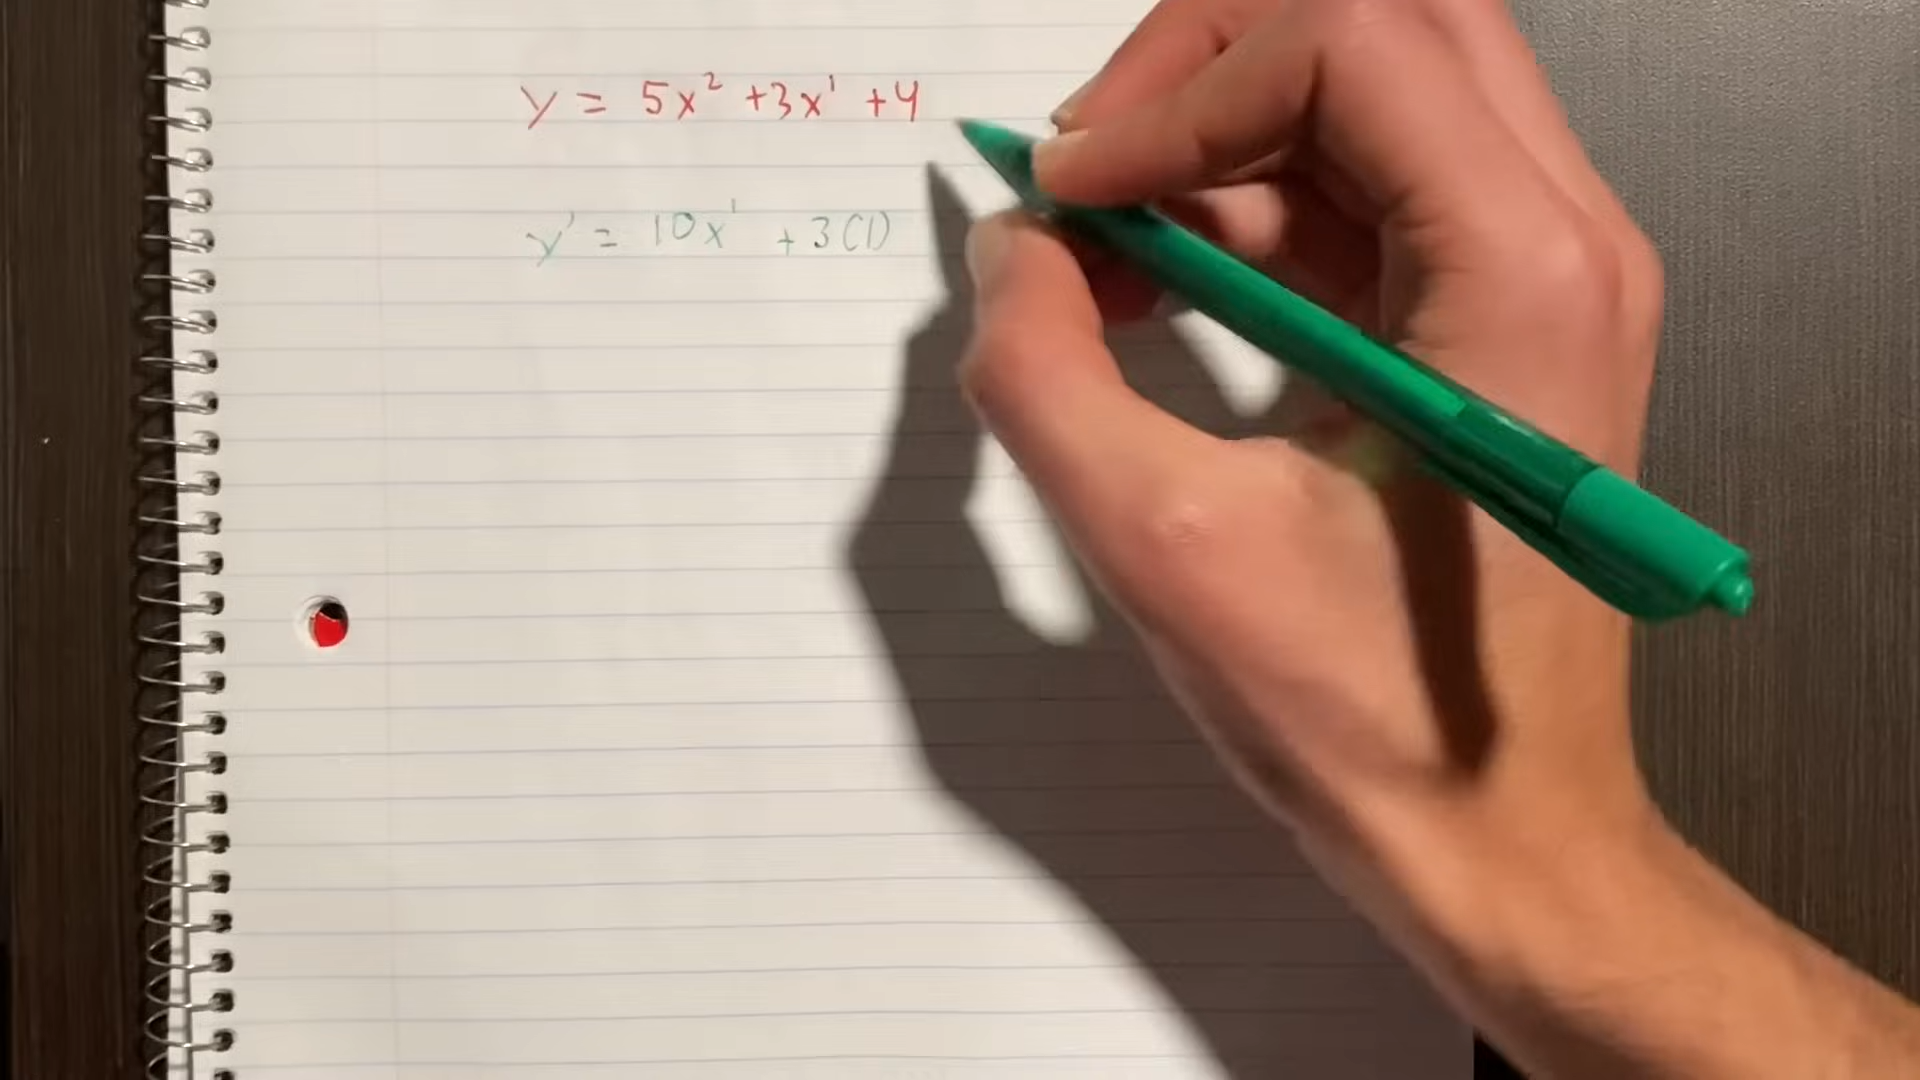 y = 5x² + 3x¹ + 4
y' = 10x¹ + 3(1)